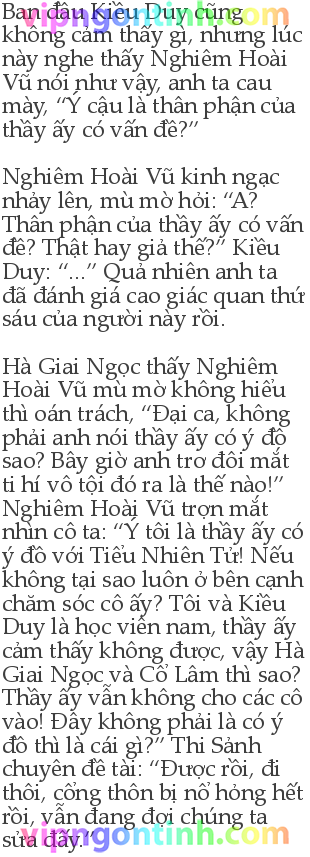 Ban đầu Kiều Duy cũng
không cảm thấy gì, nhưng lúc
này nghe thấy Nghiêm Hoài
Vũ nói như vậy, anh ta cau
mày, “Ý cậu là thân phận của
thầy ấy có vấn đề?”
Nghiêm Hoài Vũ kinh ngạc
nhảy lên, mù mờ hỏi: “A?
Thân phận của thầy ấy có vấn
đề? Thật hay giả thế?” Kiều
Duy: “...” Quả nhiên anh ta
đã đánh giá cao giác quan thứ
sáu của người này rồi.
Hà Giai Ngọc thấy Nghiêm
Hoài Vũ mù mờ không hiểu
thì oán trách, “Đại ca, không
phải anh nói thầy ấy có ý đồ
sao? Bây giờ anh trơ đôi mắt
ti hí vô tội đó ra là thế nào!”
Nghiêm Hoài Vũ trợn mắt
nhìn cô ta: “Ý tôi là thầy ấy có
ý đồ với Tiểu Nhiên Tử! Nếu
không tại sao luôn ở bên cạnh
chăm sóc cô ấy? Tôi và Kiều
Duy là học viên nam, thầy ấy
cảm thấy không được, vậy Hà
Giai Ngọc và Cổ Lâm thì sao?
Thầy ấy vẫn không cho các cô
vào! Đây không phải là có ý
đồ thì là cái gì?” Thi Sảnh
chuyên đề tài: “Được rồi, đi
thôi, cổng thôn bị nổ hỏng hết
rồi, vẫn đang đợi chúng ta
sửa đấy.”
vipngontinh.com
vipngontinh.com